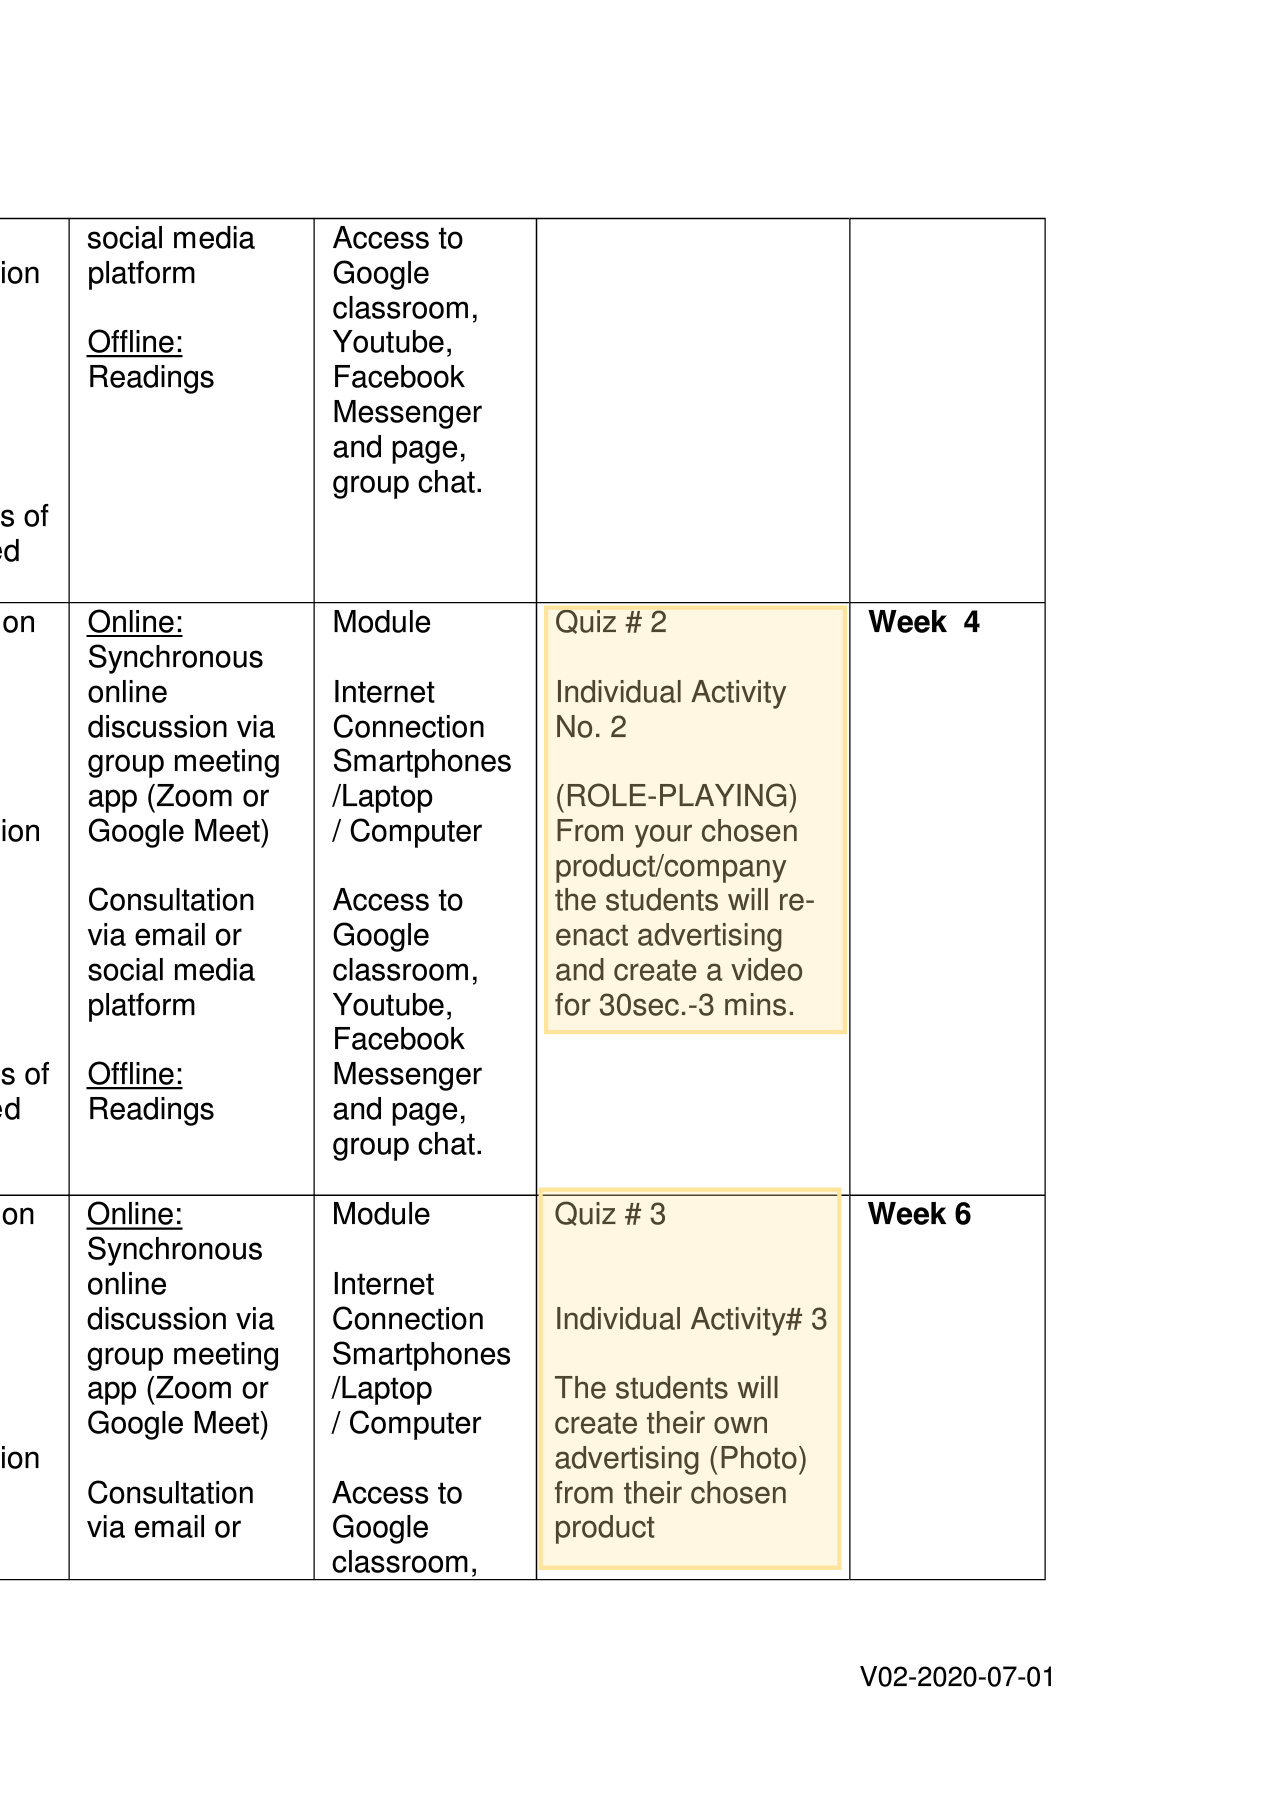 ion
s of
ed
social media
platform
Offline:
Readings
Access to
Google
classroom,
Youtube,
Facebook
Messenger
and page,
group chat.
on
ion
s of
ed
Online:
Synchronous
online
discussion via
group meeting
app (Zoom or
Google Meet)
Consultation
via email or
social media
platform
Offline:
Readings
Module
Internet
Connection
Smartphones
/Laptop
/ Computer
Access to
Google
classroom,
Youtube,
Facebook
Messenger
and page,
group chat.
Quiz # 2
Individual Activity
No. 2
(ROLE-PLAYING)
From your chosen
product/company
the students will re-
enact advertising
and create a video
for 30sec.-3 mins.
Week  4
on
ion
Online:
Synchronous
online
discussion via
group meeting
app (Zoom or
Google Meet)
Consultation
via email or
Module
Internet
Connection
Smartphones
/Laptop
/ Computer
Access to
Google
classroom,
Quiz # 3
Individual Activity# 3
The students will
create their own
advertising (Photo)
from their chosen
product
Week 6
V02-2020-07-01